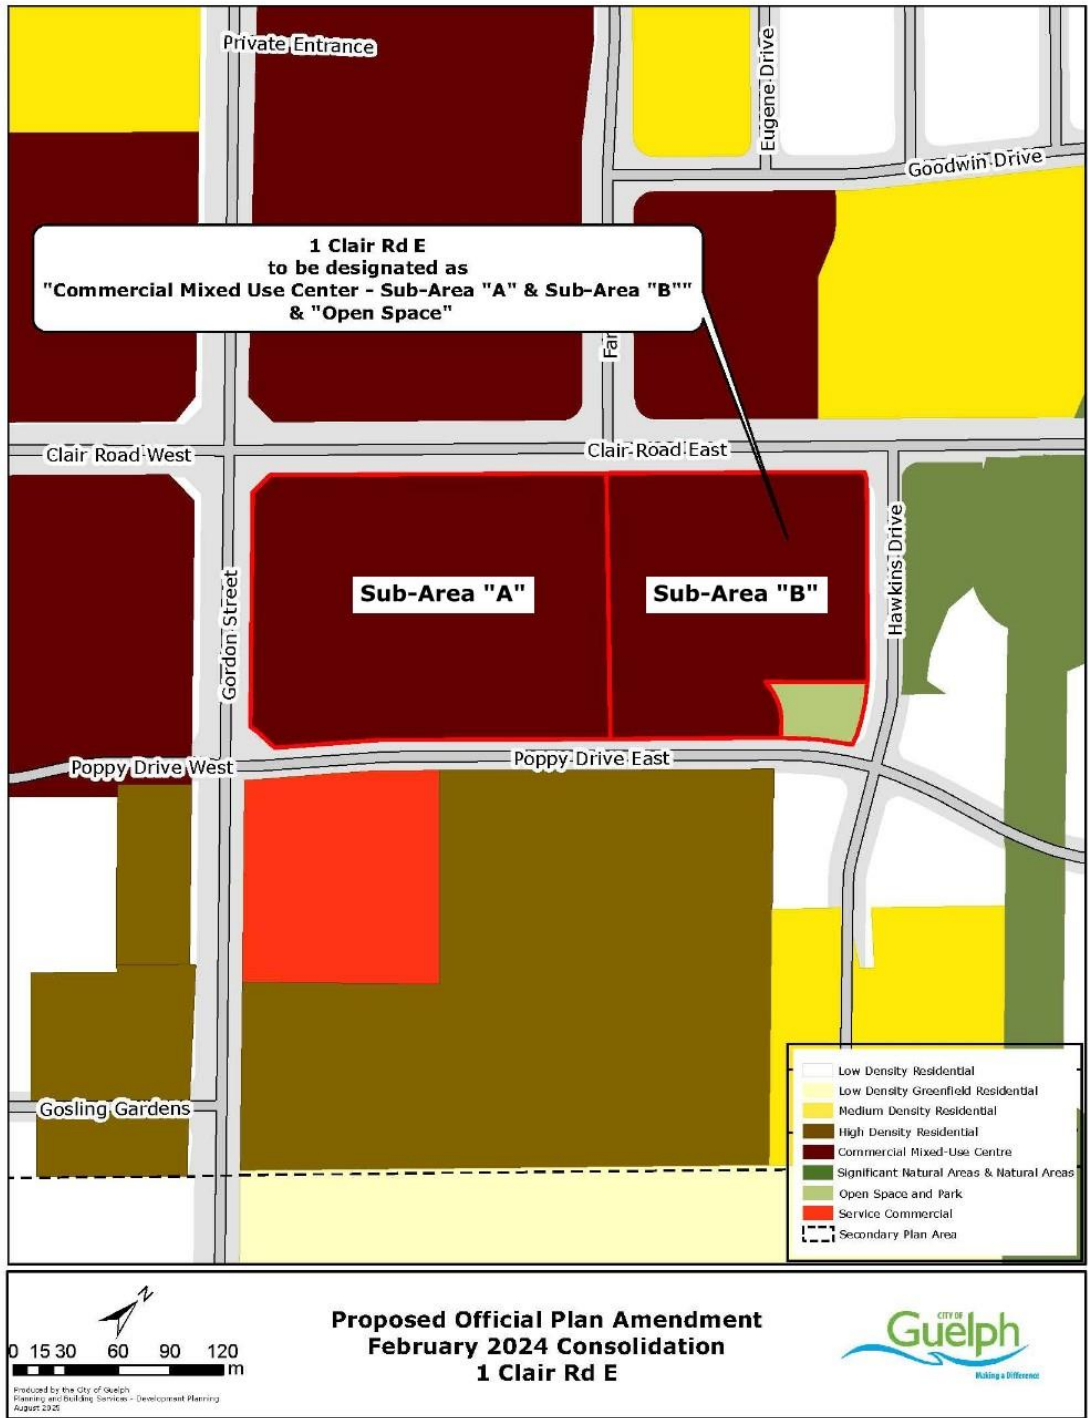 Private Entrance
Eugene Drive
Goodwin Drive
1 Clair Rd E
to be designated as
"Commercial Mixed Use Center - Sub-Area "A" & Sub-Area "B""
& "Open Space"
Far
Clair Road West
Clair Road East
Sub-Area "A"
Sub-Area "B"
Hawkins Drive
Gordon Street
Poppy Drive West
Poppy Drive East
Gosling Gardens
Low Density Residential
Low Density Greenfield Residential
Medium Density Residential
High Density Residential
Commercial Mixed-Use Centre
Significant Natural Areas & Natural Areas
Open Space and Park
Service Commercial
Secondary Plan Area
N
0 15 30 60 90 120
m
Produced by the City of Guelph
Planning and Building Services - Development Planning
August 2025
Proposed Official Plan Amendment
February 2024 Consolidation
1 Clair Rd E
CITY OF
Guelph
Making a Difference